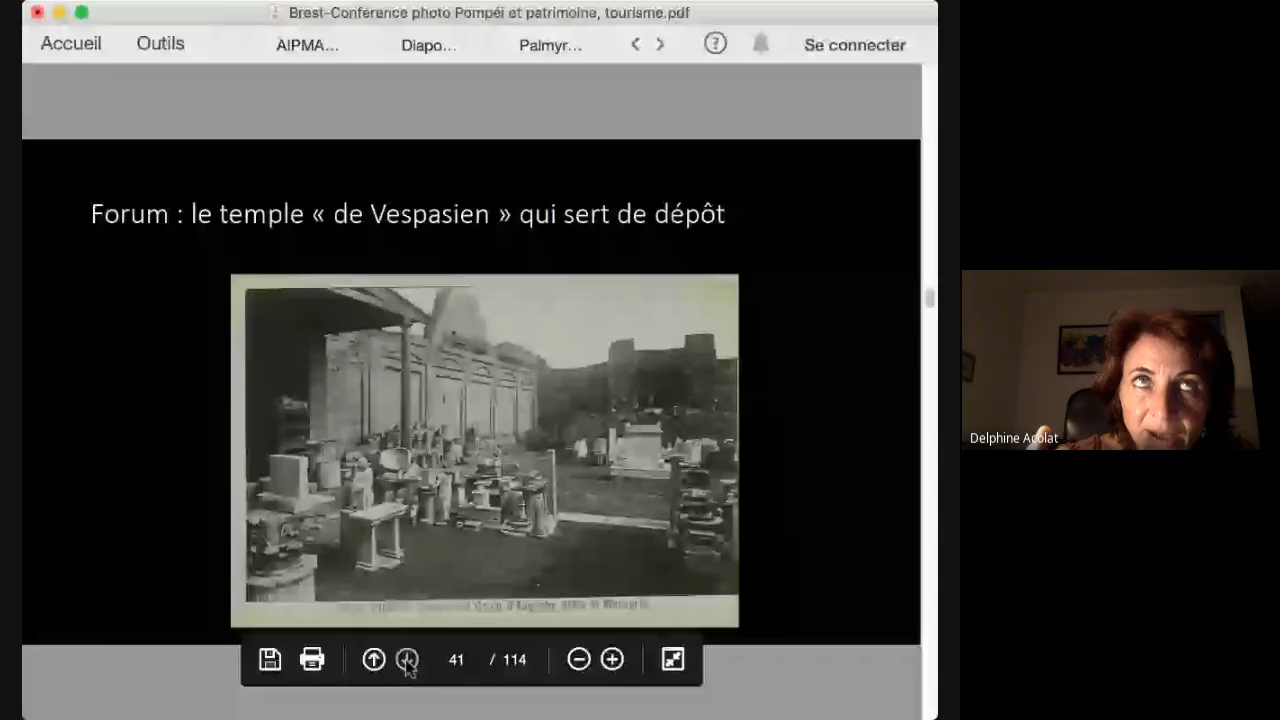 Brest-Conférence photo Pompéi et patrimoine, tourisme.pdf
Accueil Outils AIPMA... Diapo... Palmyr... Se connecter
Forum : le temple « de Vespasien » qui sert de dépôt
41 / 114
Delphine Acolat